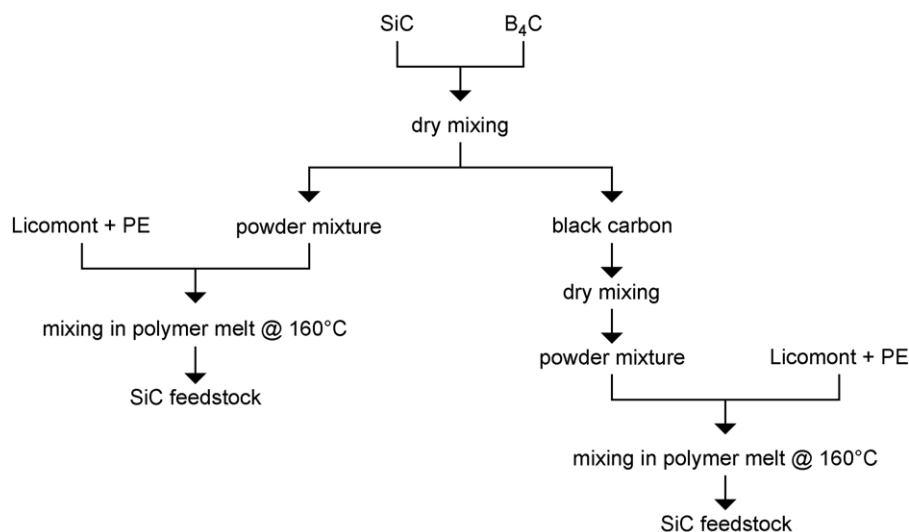 SiC
B₄C
dry mixing
Licomont + PE
powder mixture
black carbon
dry mixing
mixing in polymer melt @ 160°C
powder mixture
Licomont + PE
SiC feedstock
mixing in polymer melt @ 160°C
SiC feedstock